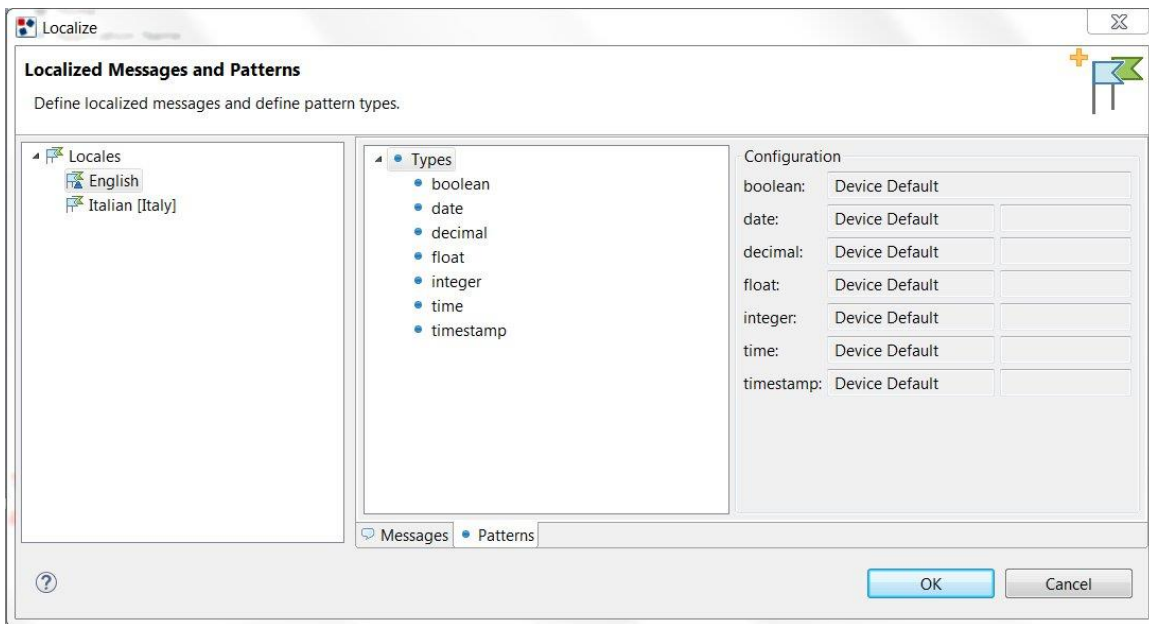 Localize
Localized Messages and Patterns
Define localized messages and define pattern types.
Locales
English
Italian [Italy]
Types
boolean
date
decimal
float
integer
time
timestamp
Configuration
boolean: Device Default
date: Device Default
decimal: Device Default
float: Device Default
integer: Device Default
time: Device Default
timestamp: Device Default
Messages Patterns
OK Cancel